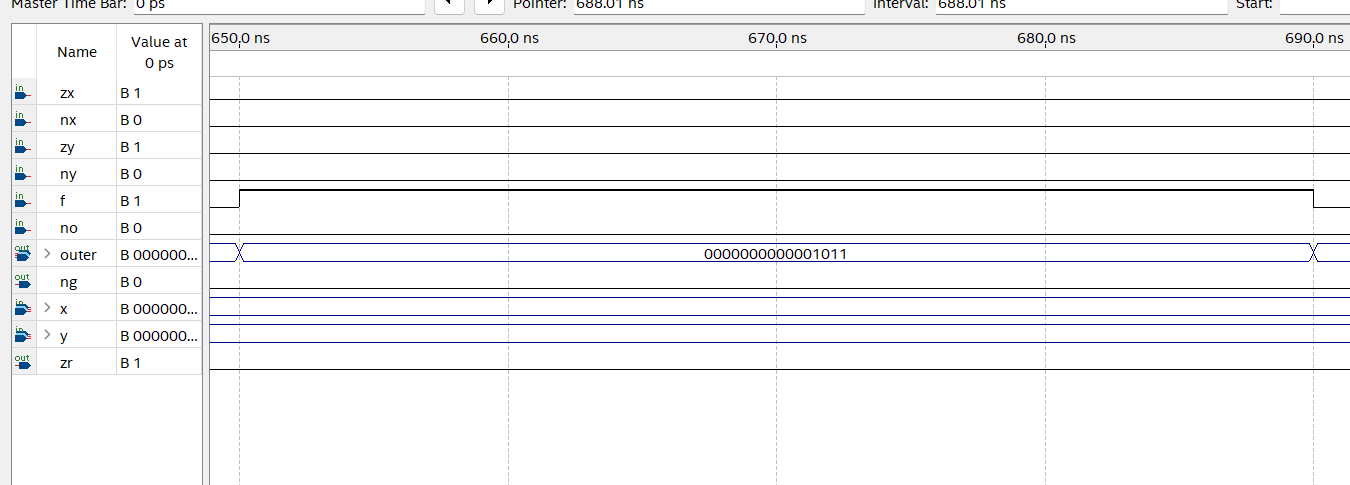 Master Time Bar: 0 ps Pointer: 688.01 ns Interval: 688.01 ns Start:
Name Value at 0 ps 650.0 ns 660.0 ns 670.0 ns 680.0 ns 690.0 ns
in zx B 1
in nx B 0
in zy B 1
in ny B 0
in f B 1
in no B 0
out outer B 000000... 0000000000001011
out ng B 0
in x B 000000...
in y B 000000...
out zr B 1